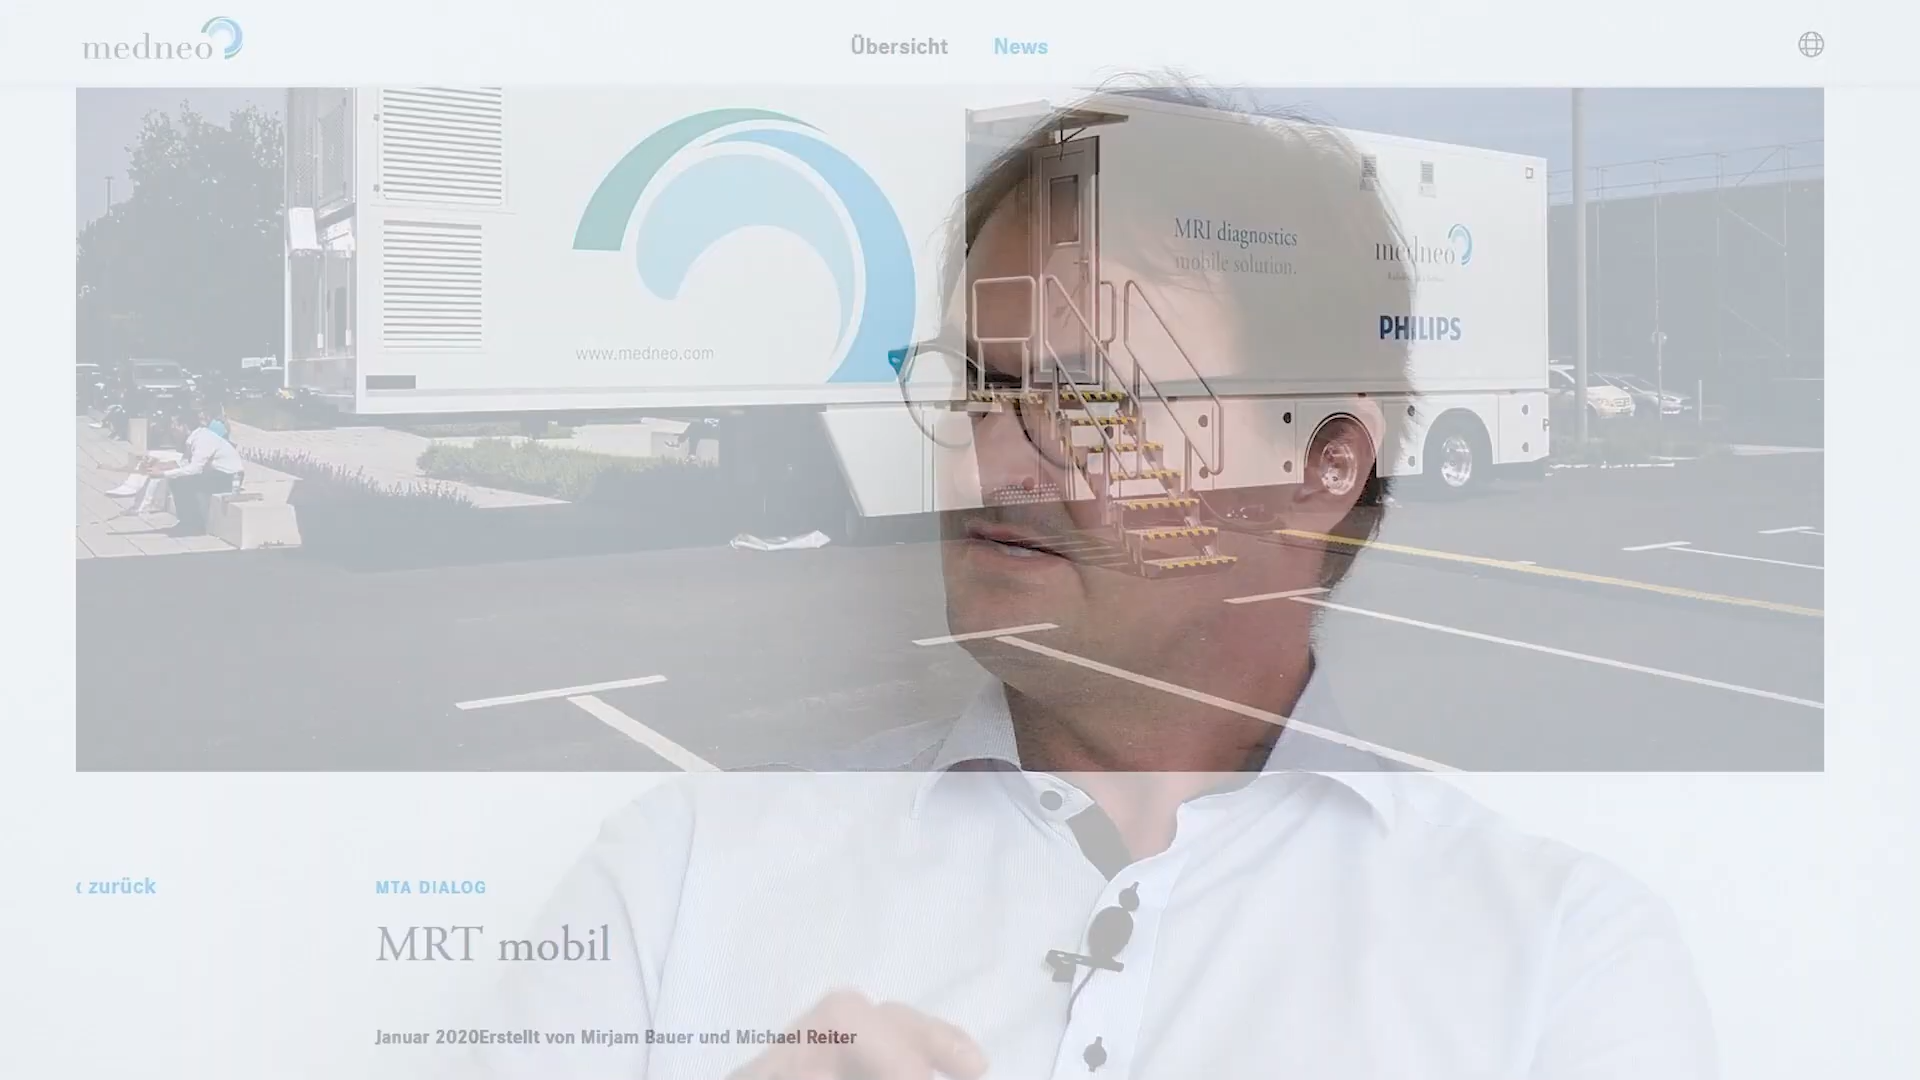 medneo
Übersicht
News
MRI diagnostics
mobile solution.
medneo
PHILIPS
www.medneo.com
‹ zurück
MTA DIALOG
MRT mobil
Januar 2020Erstellt von Mirjam Bauer und Michael Reiter